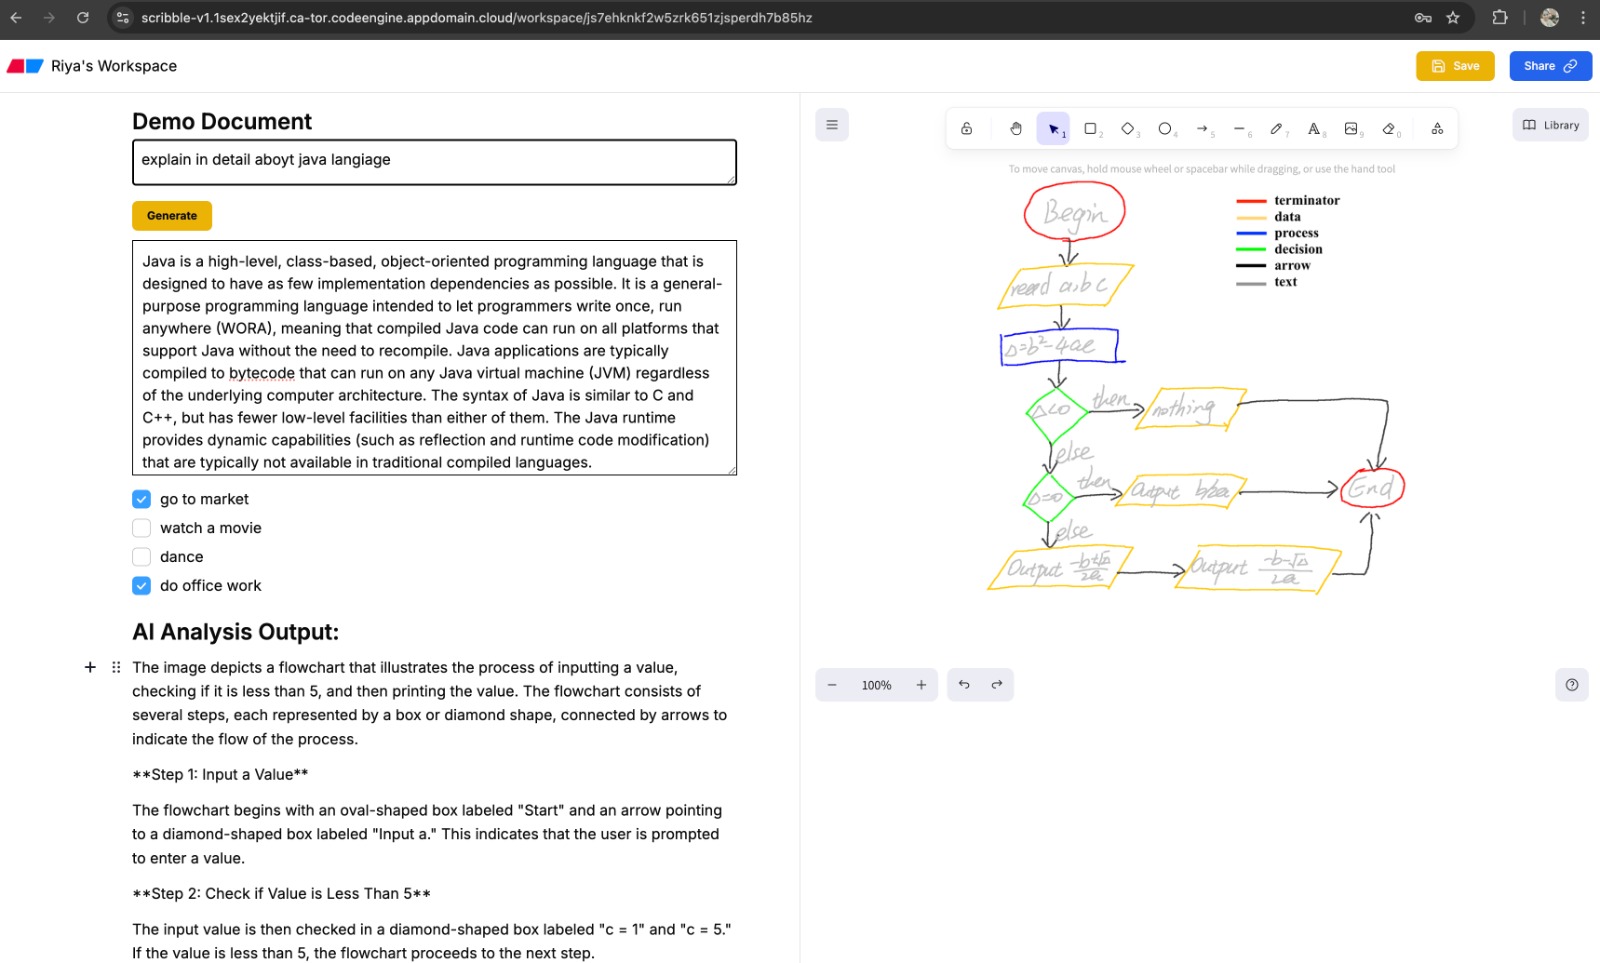 scribble-v1.1sex2yektjif.ca-tor.codeengine.appdomain.cloud/workspace/js7ehknkf2w5zrk651zjsperdh7b85hz
Riya's Workspace
Save
Share
Demo Document
explain in detail aboyt java langiage
Generate
Java is a high-level, class-based, object-oriented programming language that is
designed to have as few implementation dependencies as possible. It is a general-
purpose programming language intended to let programmers write once, run
anywhere (WORA), meaning that compiled Java code can run on all platforms that
support Java without the need to recompile. Java applications are typically
compiled to bytecode that can run on any Java virtual machine (JVM) regardless
of the underlying computer architecture. The syntax of Java is similar to C and
C++, but has fewer low-level facilities than either of them. The Java runtime
provides dynamic capabilities (such as reflection and runtime code modification)
that are typically not available in traditional compiled languages.
go to market
watch a movie
dance
do office work
AI Analysis Output:
The image depicts a flowchart that illustrates the process of inputting a value,
checking if it is less than 5, and then printing the value. The flowchart consists of
several steps, each represented by a box or diamond shape, connected by arrows to
indicate the flow of the process.
**Step 1: Input a Value**
The flowchart begins with an oval-shaped box labeled "Start" and an arrow pointing
to a diamond-shaped box labeled "Input a." This indicates that the user is prompted
to enter a value.
**Step 2: Check if Value is Less Than 5**
The input value is then checked in a diamond-shaped box labeled "c = 1" and "c = 5."
If the value is less than 5, the flowchart proceeds to the next step.
1 2 3 4 5 6 7 8 9 0
Library
To move canvas, hold mouse wheel or spacebar while dragging, or use the hand tool
Begin
terminator
data
process
decision
arrow
text
read a,b c
Δ=b²-4ac
Δ<0
then
nothing
else
Δ=0
then
Output b/2a
End
else
Output -b+√Δ
2a
Output -b-√Δ
2a
100%